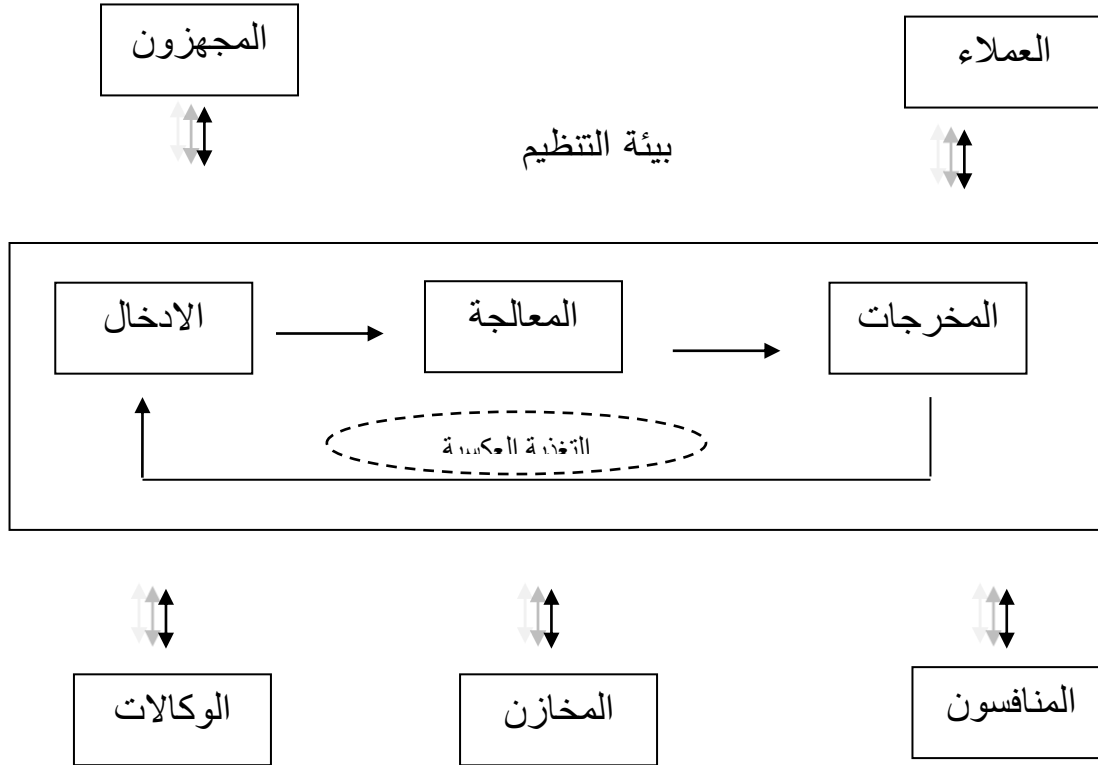 العملاء
المجهزون
بيئة التنظيم
المخرجات
المعالجة
الادخال
التغذية العكسية
المنافسون
المخازن
الوكالات